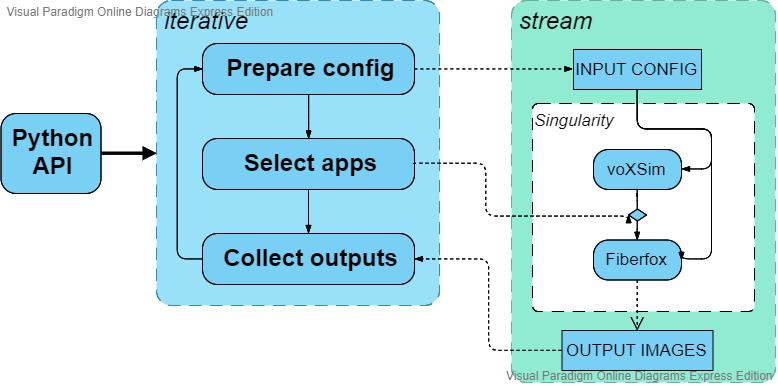 Visual Paradigm Online Diagrams Express Edition
iterative
stream
Prepare config
INPUT CONFIG
Singularity
Python
API
Select apps
voXSim
Collect outputs
Fiberfox
OUTPUT IMAGES
Visual Paradigm Online Diagrams Express Edition